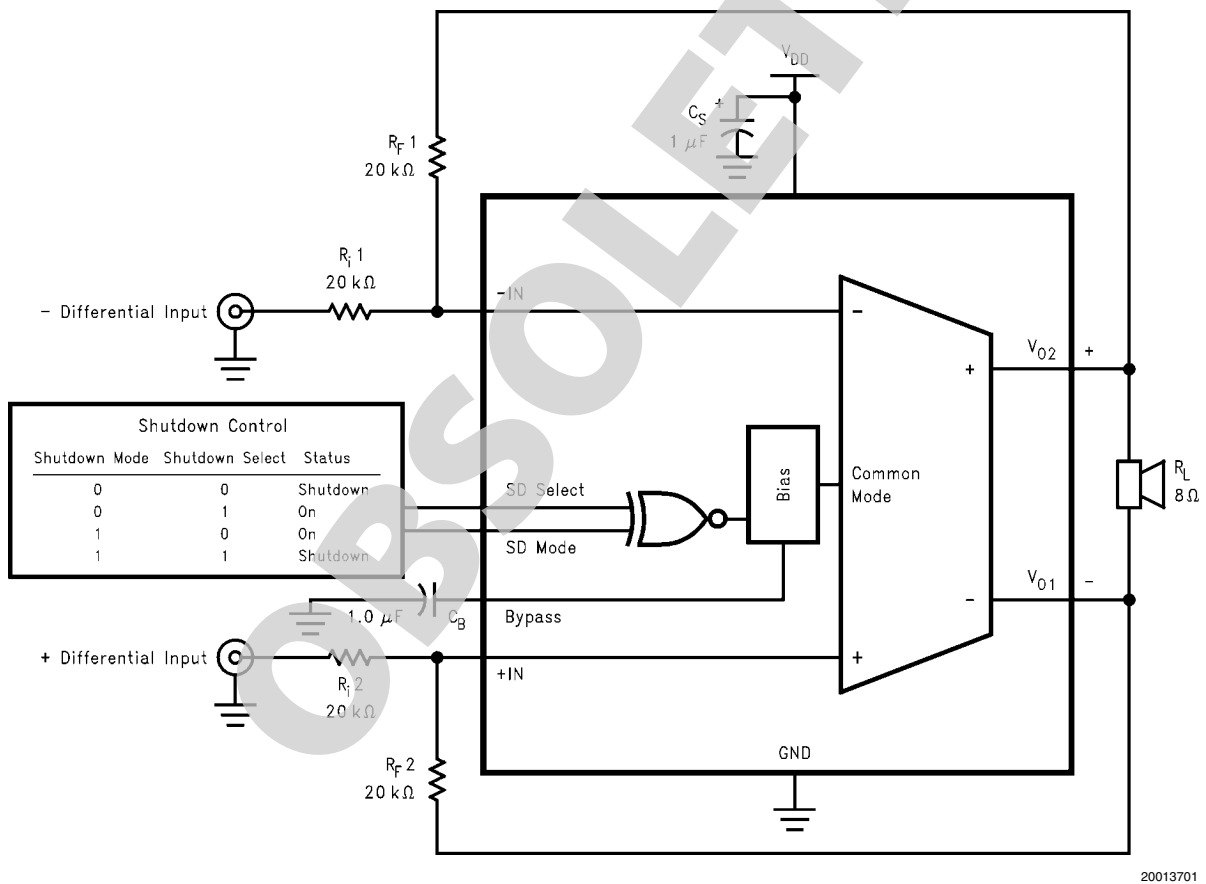 V_DD
C_S +
1 μF
R_F 1
20 kΩ
R_i 1
20 kΩ
-IN
- Differential Input
-
V_O2 +
+
Shutdown Control
Shutdown Mode Shutdown Select Status
0 0 Shutdown
0 1 On
1 0 On
1 1 Shutdown
SD Select
SD Mode
Bias
Common
Mode
R_L
8 Ω
V_O1 -
-
1.0 μF C_B Bypass
+ Differential Input
+
+IN
R_i 2
20 kΩ
R_F 2
20 kΩ
GND
20013701
OBSOLET